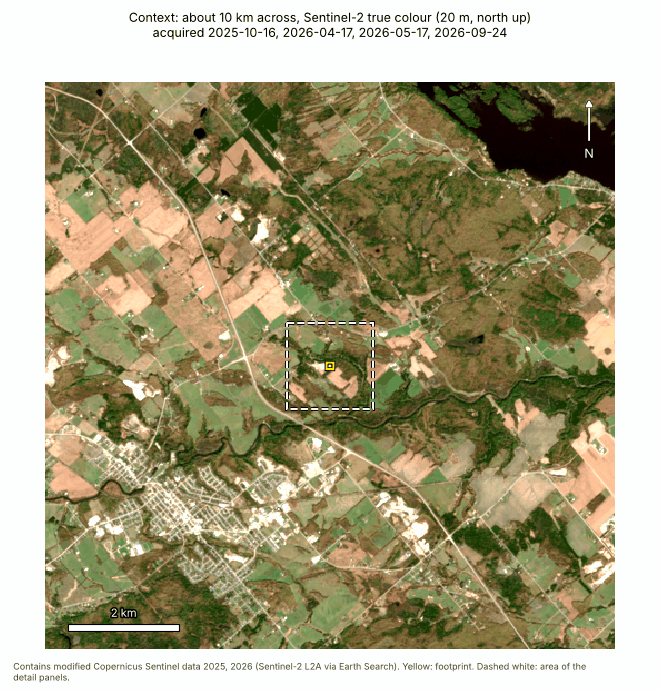 Context: about 10 km across, Sentinel-2 true colour (20 m, north up)
acquired 2025-10-16, 2026-04-17, 2026-05-17, 2026-09-24
N
2 km
Contains modified Copernicus Sentinel data 2025, 2026 (Sentinel-2 L2A via Earth Search). Yellow: footprint. Dashed white: area of the
detail panels.